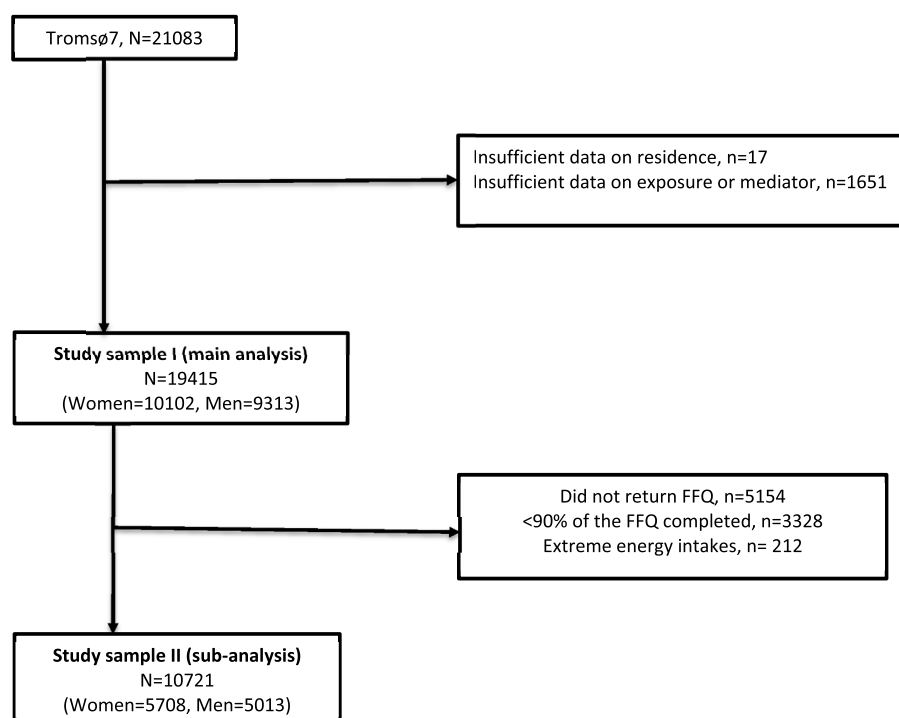 Tromsø7, N=21083
Insufficient data on residence, n=17
Insufficient data on exposure or mediator, n=1651
Study sample I (main analysis)
N=19415
(Women=10102, Men=9313)
Did not return FFQ, n=5154
<90% of the FFQ completed, n=3328
Extreme energy intakes, n= 212
Study sample II (sub-analysis)
N=10721
(Women=5708, Men=5013)